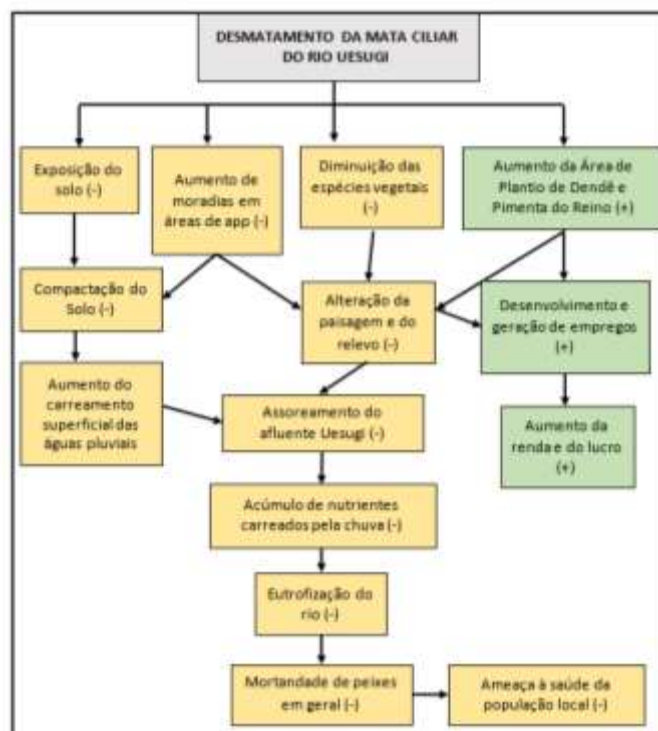 DESMATAMENTO DA MATA CILIAR
DO RIO UESUGI
Exposição do
solo (-)
Aumento de
moradias em
áreas de app (-)
Diminuição das
espécies vegetais
(-)
Aumento da Área de
Plantio de Dendê e
Pimenta do Reino (+)
Compactação do
Solo (-)
Alteração da
paisagem e do
relevo (-)
Desenvolvimento e
geração de empregos
(+)
Aumento do
carreamento
superficial das
águas pluviais
Assoreamento do
afluente Uesugi (-)
Aumento da
renda e do lucro
(+)
Acúmulo de nutrientes
carreados pela chuva (-)
Eutrofização do
rio (-)
Mortandade de peixes
em geral (-)
Ameaça à saúde da
população local (-)